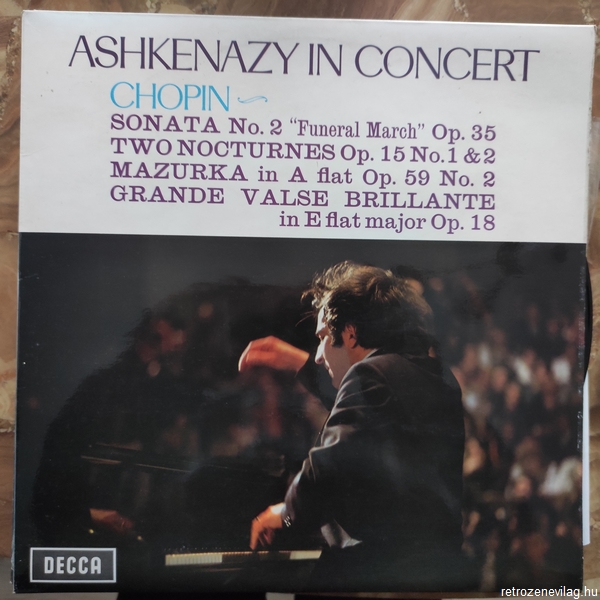 ASHKENAZY IN CONCERT
CHOPIN
SONATA No. 2 "Funeral March" Op. 35
TWO NOCTURNES Op. 15 No. 1 & 2
MAZURKA in A flat Op. 59 No. 2
GRANDE VALSE BRILLANTE
in E flat major Op. 18
DECCA
retrozenevilag.hu